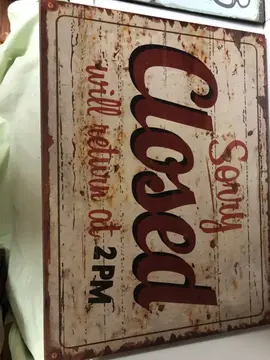 Sorry
Closed
will return at 2PM